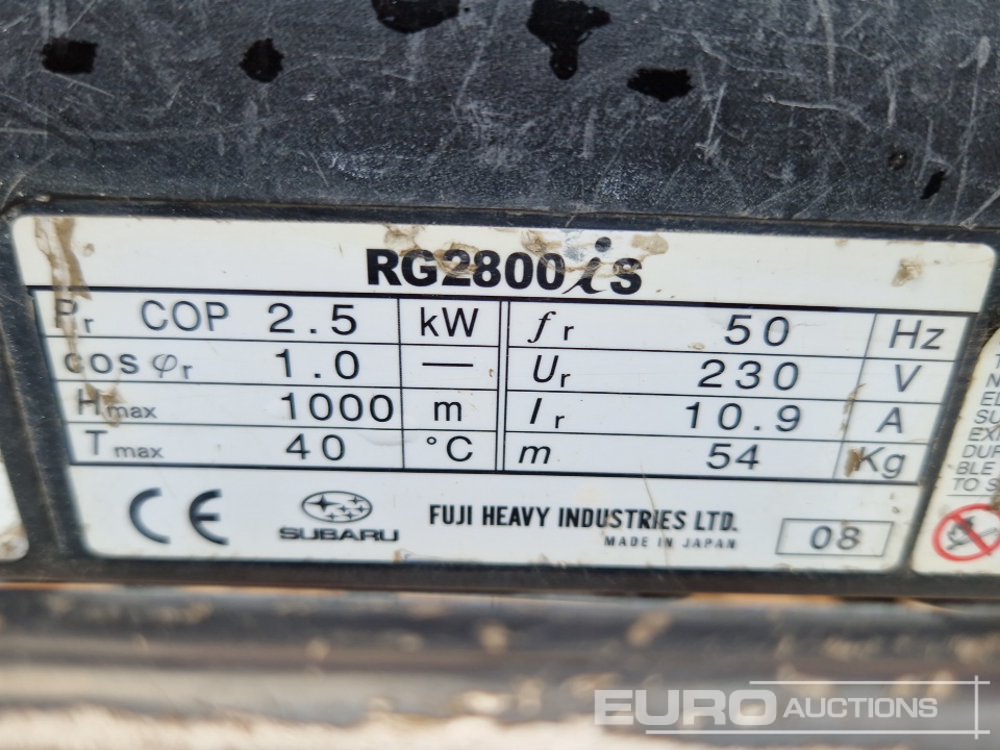 RG2800is
Pr COP 2.5 kW fr 50 Hz
cos φr 1.0 — Ur 230 V
Hmax 1000 m Ir 10.9 A
Tmax 40 °C m 54 Kg
CE SUBARU FUJI HEAVY INDUSTRIES LTD.
MADE IN JAPAN
08
TO S
EURO AUCTIONS